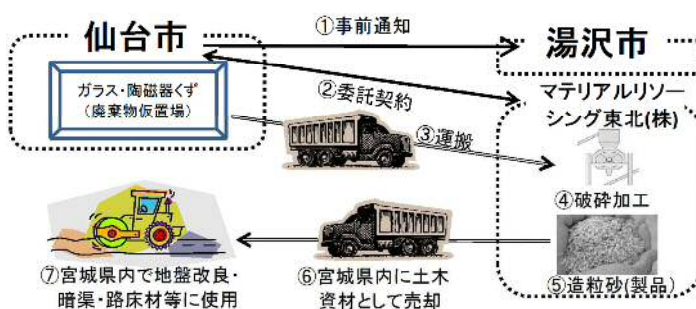 仙台市
①事前通知
湯沢市
ガラス・陶磁器くず
(廃棄物仮置場)
②委託契約
マテリアルリソー
シング東北(株)
③運搬
④破砕加工
⑤造粒砂(製品)
⑥宮城県内に土木
資材として売却
⑦宮城県内で地盤改良・
暗渠・路床材等に使用